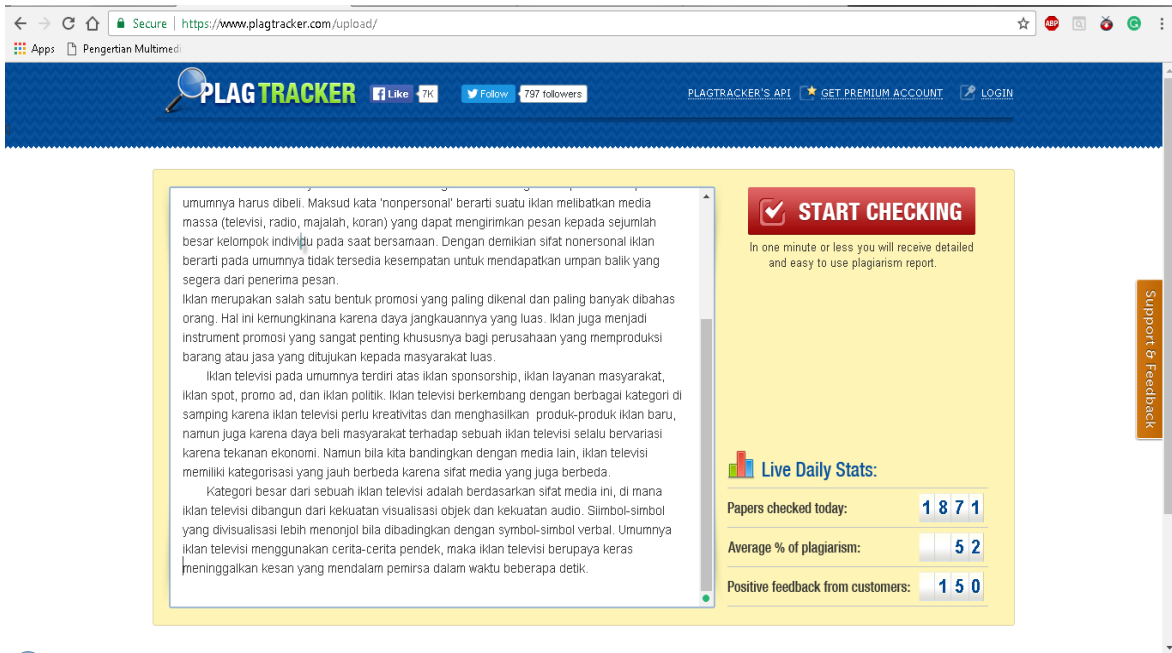 Secure | https://www.plagtracker.com/upload/
Apps Pengertian Multimedi
PLAGTRACKER Like 7K Follow 797 followers PLAGTRACKER'S API GET PREMIUM ACCOUNT LOGIN
umumnya harus dibeli. Maksud kata 'nonpersonal' berarti suatu iklan melibatkan media
massa (televisi, radio, majalah, koran) yang dapat mengirimkan pesan kepada sejumlah
besar kelompok individu pada saat bersamaan. Dengan demikian sifat nonersonal iklan
berarti pada umumnya tidak tersedia kesempatan untuk mendapatkan umpan balik yang
segera dari penerima pesan.
Iklan merupakan salah satu bentuk promosi yang paling dikenal dan paling banyak dibahas
orang. Hal ini kemungkinana karena daya jangkauannya yang luas. Iklan juga menjadi
instrument promosi yang sangat penting khususnya bagi perusahaan yang memproduksi
barang atau jasa yang ditujukan kepada masyarakat luas.
Iklan televisi pada umumnya terdiri atas iklan sponsorship, iklan layanan masyarakat,
iklan spot, promo ad, dan iklan politik. Iklan televisi berkembang dengan berbagai kategori di
samping karena iklan televisi perlu kreativitas dan menghasilkan produk-produk iklan baru,
namun juga karena daya beli masyarakat terhadap sebuah iklan televisi selalu bervariasi
karena tekanan ekonomi. Namun bila kita bandingkan dengan media lain, iklan televisi
memiliki kategorisasi yang jauh berbeda karena sifat media yang juga berbeda.
Kategori besar dari sebuah iklan televisi adalah berdasarkan sifat media ini, di mana
iklan televisi dibangun dari kekuatan visualisasi objek dan kekuatan audio. Siimbol-simbol
yang divisualisasi lebih menonjol bila dibadingkan dengan symbol-simbol verbal. Umumnya
iklan televisi menggunakan cerita-cerita pendek, maka iklan televisi berupaya keras
meninggalkan kesan yang mendalam pemirsa dalam waktu beberapa detik.
START CHECKING
In one minute or less you will receive detailed
and easy to use plagiarism report.
Live Daily Stats:
Papers checked today: 1871
Average % of plagiarism: 52
Positive feedback from customers: 150
Support & Feedback
ABP